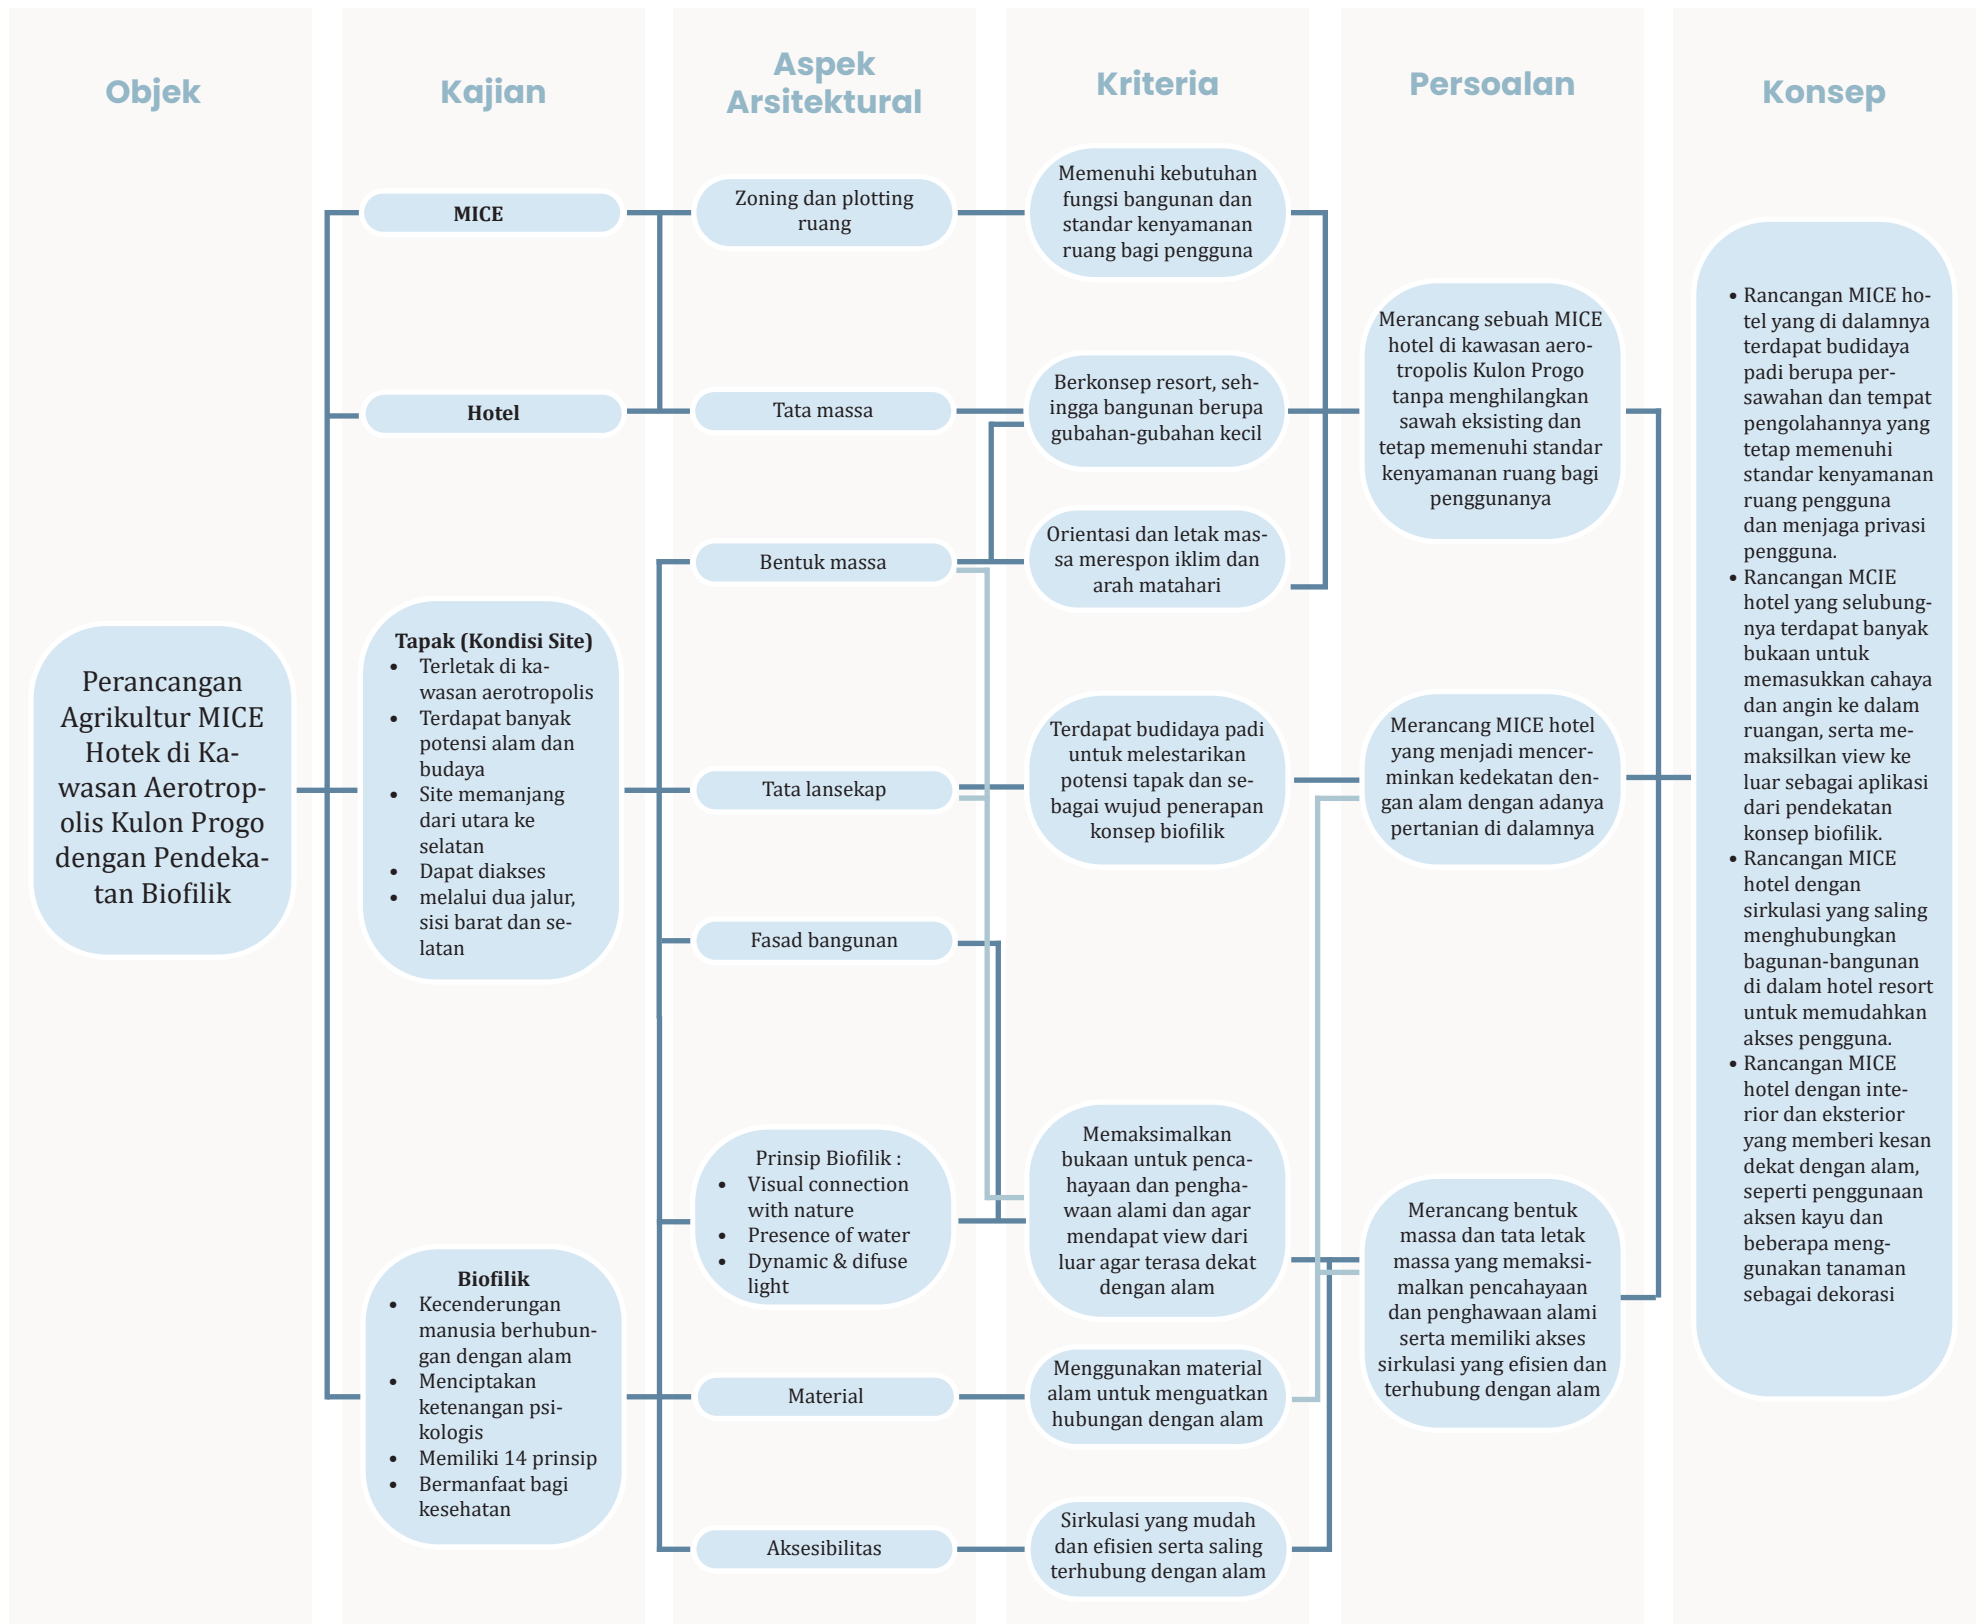 Objek
Kajian
Aspek
Arsitektural
Kriteria
Persoalan
Konsep
Perancangan
Agrikultur MICE
Hotek di Ka-
wasan Aerotrop-
olis Kulon Progo
dengan Pendeka-
tan Biofilik
MICE
Hotel
Tapak (Kondisi Site)
• Terletak di ka-
wasan aerotropolis
• Terdapat banyak
potensi alam dan
budaya
• Site memanjang
dari utara ke
selatan
• Dapat diakses
• melalui dua jalur,
sisi barat dan se-
latan
Biofilik
• Kecenderungan
manusia berhubun-
gan dengan alam
• Menciptakan
ketenangan psi-
kologis
• Memiliki 14 prinsip
• Bermanfaat bagi
kesehatan
Zoning dan plotting
ruang
Tata massa
Bentuk massa
Tata lansekap
Fasad bangunan
Prinsip Biofilik :
• Visual connection
with nature
• Presence of water
• Dynamic & difuse
light
Material
Aksesibilitas
Memenuhi kebutuhan
fungsi bangunan dan
standar kenyamanan
ruang bagi pengguna
Berkonsep resort, seh-
ingga bangunan berupa
gubahan-gubahan kecil
Orientasi dan letak mas-
sa merespon iklim dan
arah matahari
Terdapat budidaya padi
untuk melestarikan
potensi tapak dan se-
bagai wujud penerapan
konsep biofilik
Memaksimalkan
bukaan untuk penca-
hayaan dan pengha-
waan alami dan agar
mendapat view dari
luar agar terasa dekat
dengan alam
Menggunakan material
alam untuk menguatkan
hubungan dengan alam
Sirkulasi yang mudah
dan efisien serta saling
terhubung dengan alam
Merancang sebuah MICE
hotel di kawasan aero-
tropolis Kulon Progo
tanpa menghilangkan
sawah eksisting dan
tetap memenuhi standar
kenyamanan ruang bagi
penggunanya
Merancang MICE hotel
yang menjadi mencer-
minkan kedekatan den-
gan alam dengan adanya
pertanian di dalamnya
Merancang bentuk
massa dan tata letak
massa yang memaksi-
malkan pencahayaan
dan penghawaan alami
serta memiliki akses
sirkulasi yang efisien dan
terhubung dengan alam
• Rancangan MICE ho-
tel yang di dalamnya
terdapat budidaya
padi berupa per-
sawahan dan tempat
pengolahannya yang
tetap memenuhi
standar kenyamanan
ruang pengguna
dan menjaga privasi
pengguna.
• Rancangan MCIE
hotel yang selubung-
nya terdapat banyak
bukaan untuk
memasukkan cahaya
dan angin ke dalam
ruangan, serta me-
maksilkan view ke
luar sebagai aplikasi
dari pendekatan
konsep biofilik.
• Rancangan MICE
hotel dengan
sirkulasi yang saling
menghubungkan
bagunan-bangunan
di dalam hotel resort
untuk memudahkan
akses pengguna.
• Rancangan MICE
hotel dengan inte-
rior dan eksterior
yang memberi kesan
dekat dengan alam,
seperti penggunaan
aksen kayu dan
beberapa meng-
gunakan tanaman
sebagai dekorasi